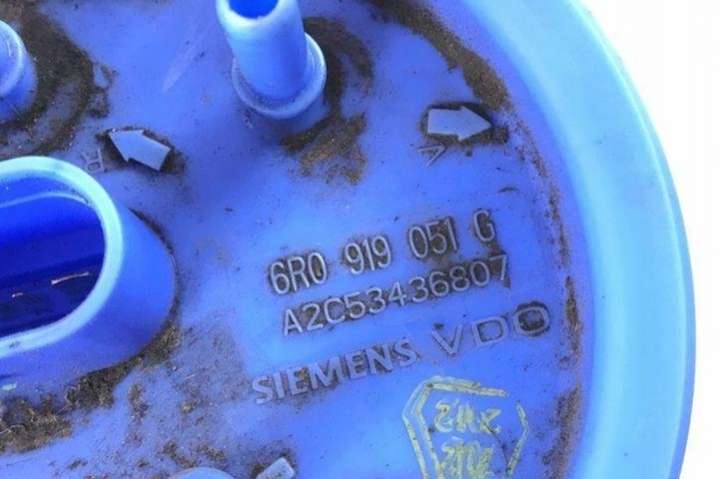 R
V
6R0 919 051 G
A2C53436807
SIEMENS VDO